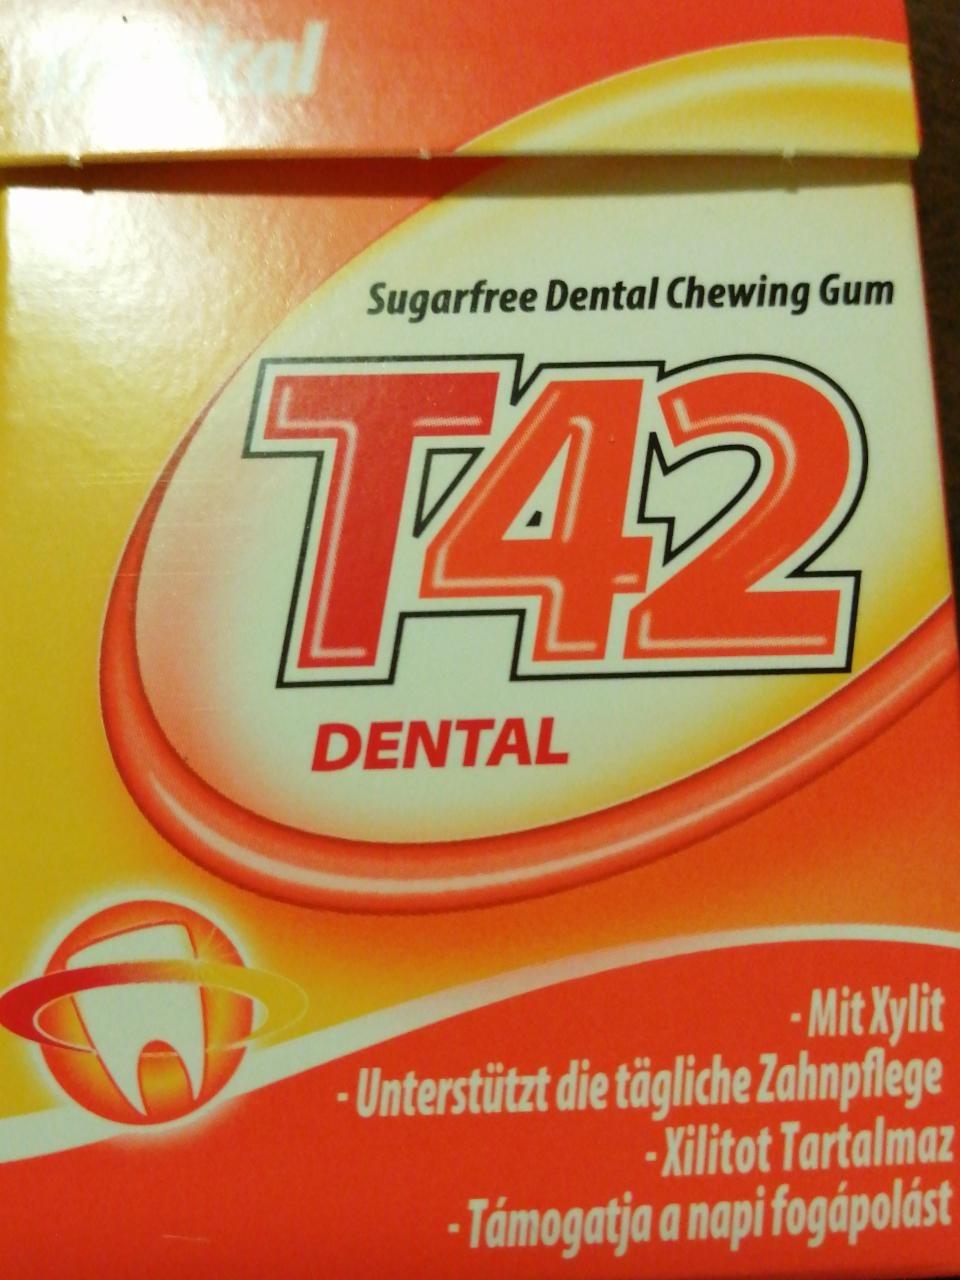 Sugarfree Dental Chewing Gum
T42
DENTAL
- Mit Xylit
- Unterstützt die tägliche Zahnpflege
- Xilitot Tartalmaz
- Támogatja a napi fogápolást